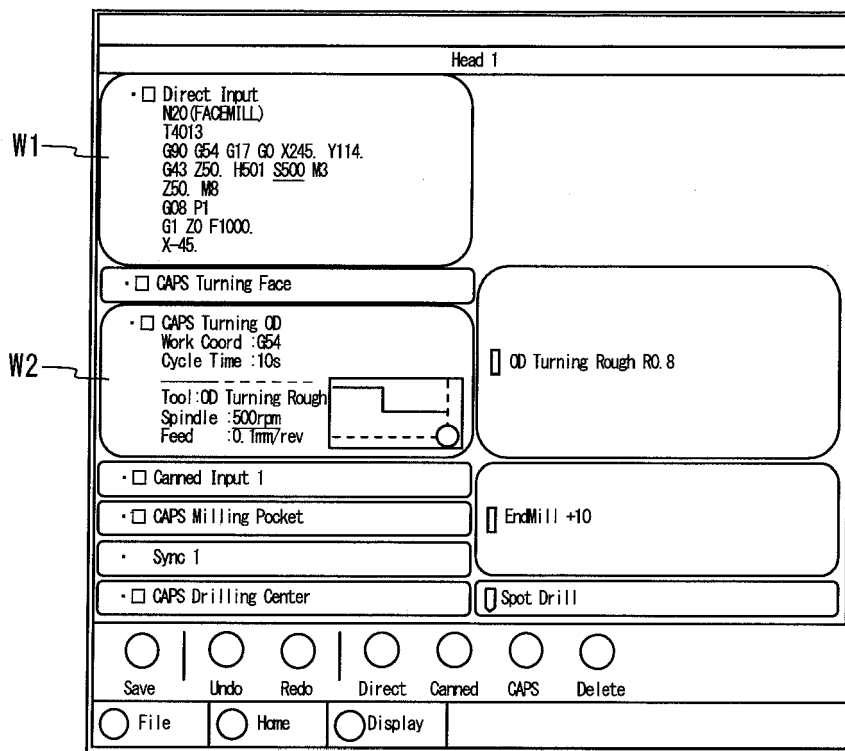 Head 1
W1
· □ Direct Input
N20(FACEMILL)
T4013
G90 G54 G17 G0 X245. Y114.
G43 Z50. H501 S500 M3
Z50. M8
G08 P1
G1 Z0 F1000.
X-45.
· □ CAPS Turning Face
W2
· □ CAPS Turning OD
Work Coord :G54
Cycle Time :10s
Tool:OD Turning Rough
Spindle :500rpm
Feed :0.1mm/rev
OD Turning Rough R0.8
· □ Canned Input 1
· □ CAPS Milling Pocket
EndMill +10
· Sync 1
· □ CAPS Drilling Center
Spot Drill
Save Undo Redo Direct Canned CAPS Delete
File Home Display